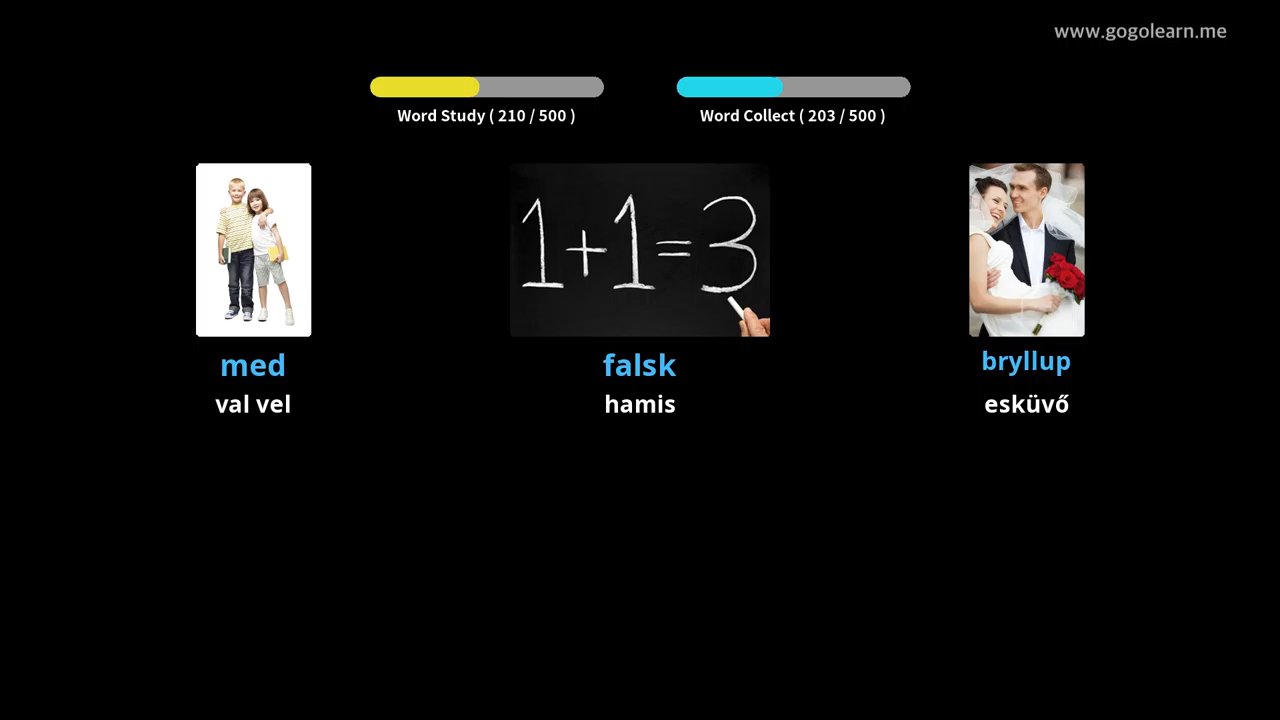 www.gogolearn.me
Word Study ( 210 / 500 )
Word Collect ( 203 / 500 )
1+1=3
med
falsk
bryllup
val vel
hamis
esküvő